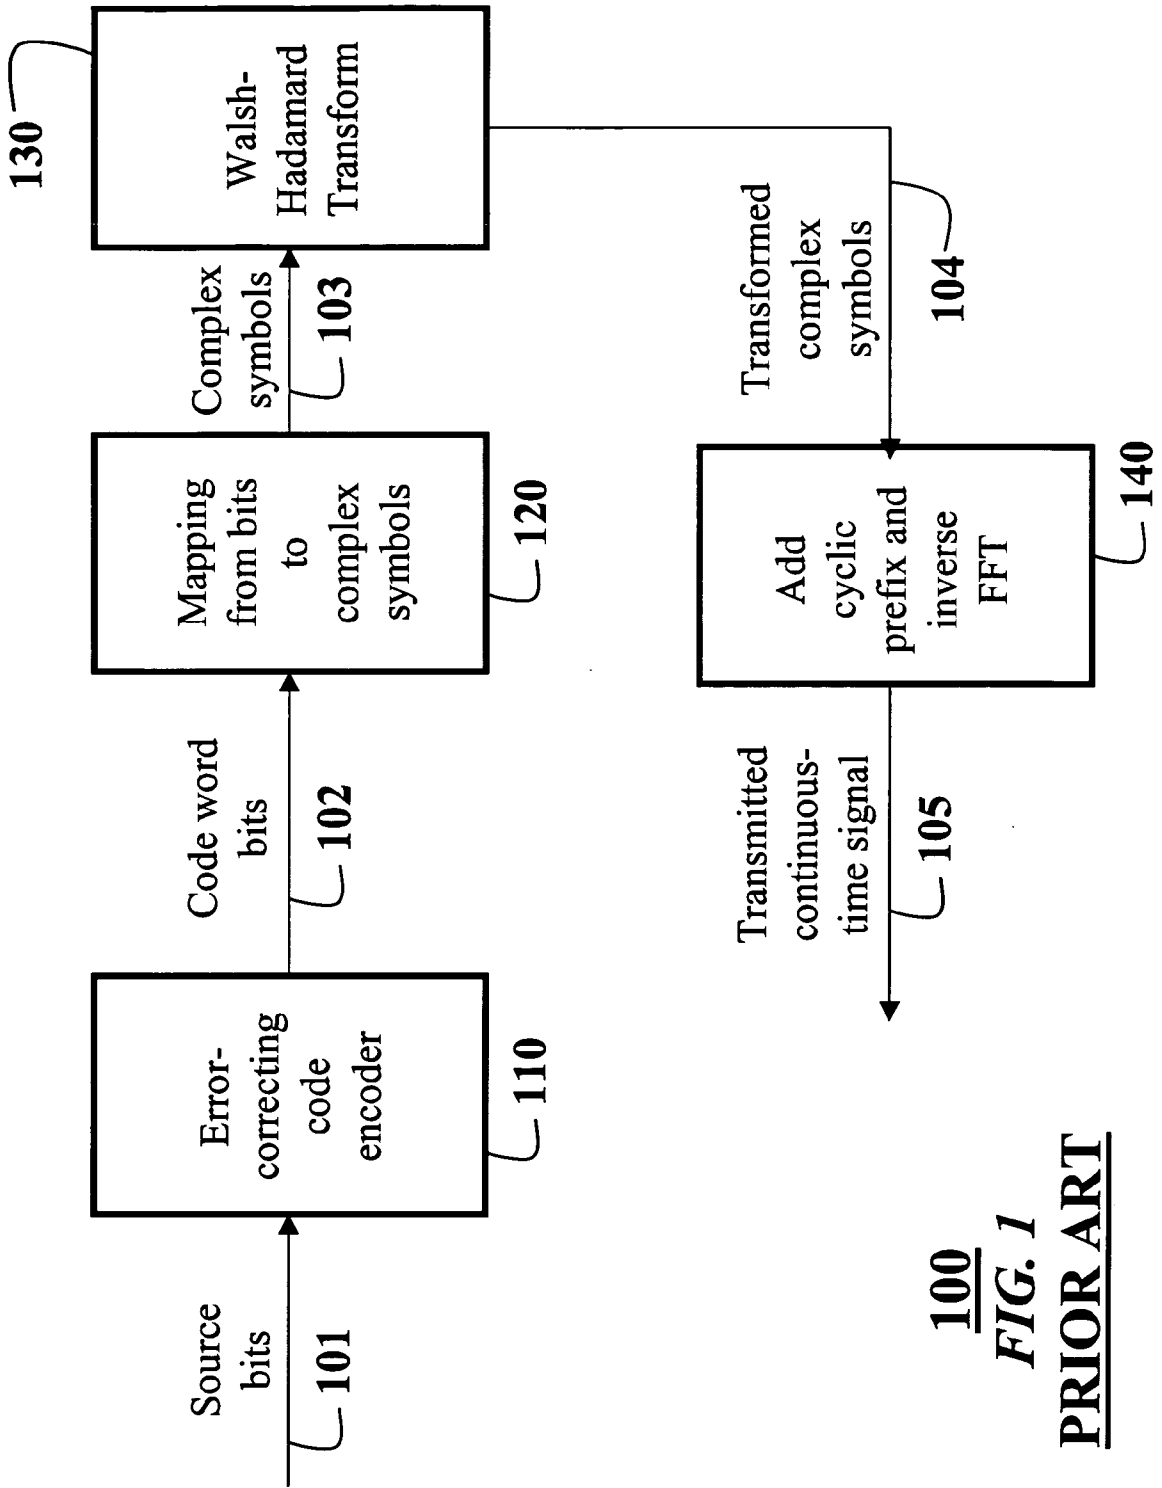 Source
bits
101
Error-
correcting
code
encoder
110
Code word
bits
102
Mapping
from bits
to
complex
symbols
120
Complex
symbols
103
Walsh-
Hadamard
Transform
130
Transformed
complex
symbols
104
Add
cyclic
prefix and
inverse
FFT
140
Transmitted
continuous-
time signal
105
100
FIG. 1
PRIOR ART